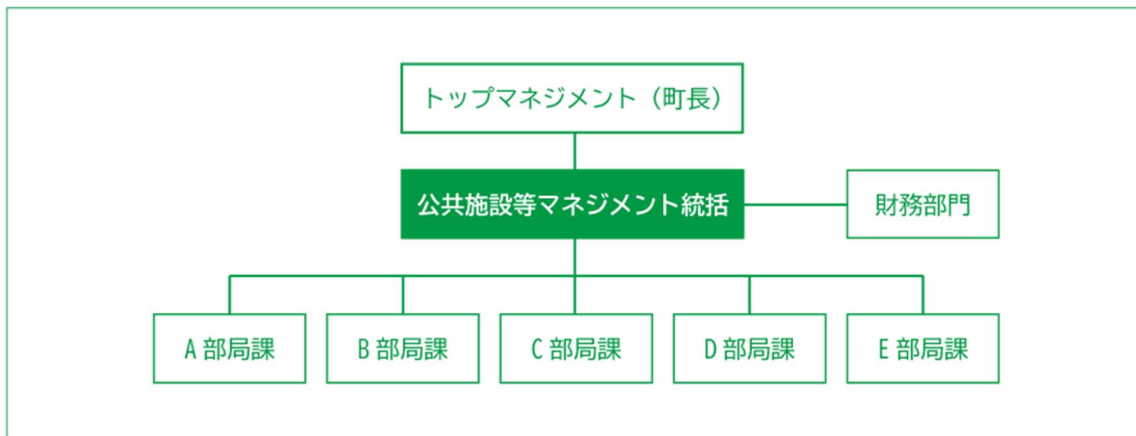 トップマネジメント（町長）
公共施設等マネジメント統括
財務部門
A 部局課
B 部局課
C 部局課
D 部局課
E 部局課